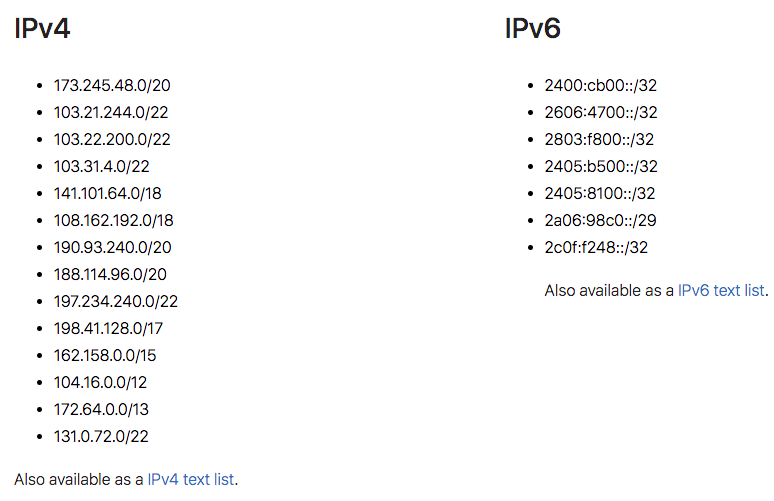 IPv4
173.245.48.0/20
103.21.244.0/22
103.22.200.0/22
103.31.4.0/22
141.101.64.0/18
108.162.192.0/18
190.93.240.0/20
188.114.96.0/20
197.234.240.0/22
198.41.128.0/17
162.158.0.0/15
104.16.0.0/12
172.64.0.0/13
131.0.72.0/22
Also available as a IPv4 text list.
IPv6
2400:cb00::/32
2606:4700::/32
2803:f800::/32
2405:b500::/32
2405:8100::/32
2a06:98c0::/29
2c0f:f248::/32
Also available as a IPv6 text list.